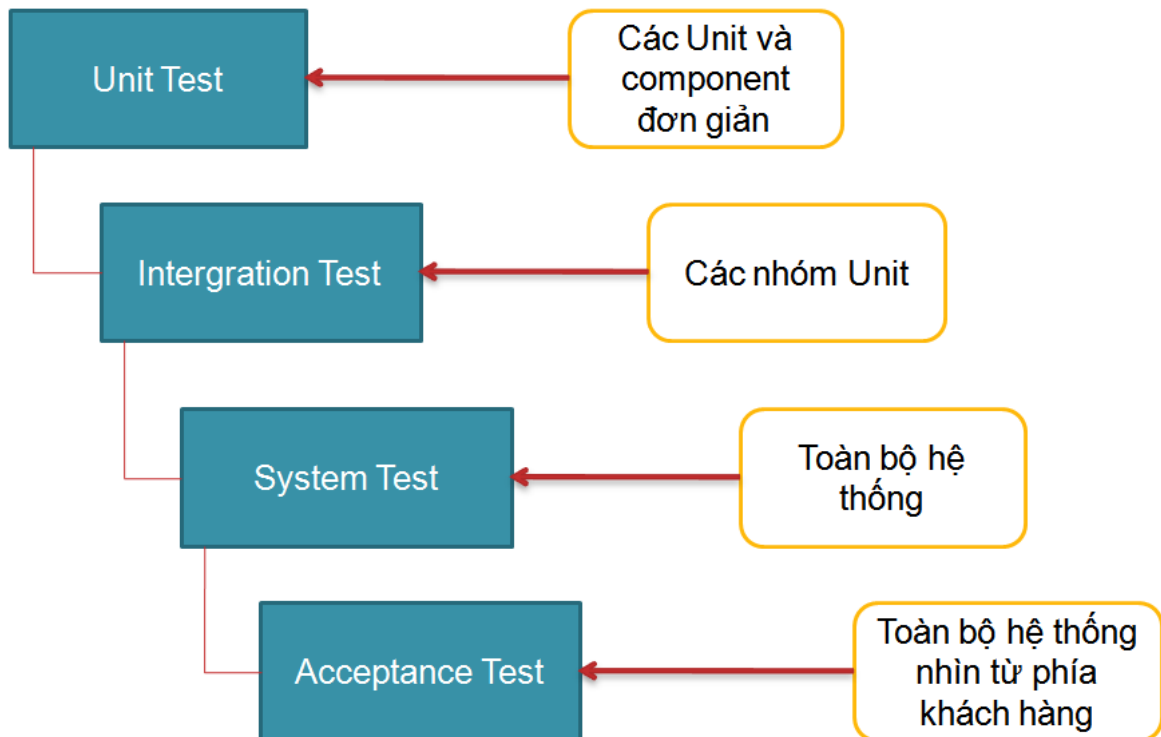 Unit Test
Các Unit và
component
đơn giản
Intergration Test
Các nhóm Unit
System Test
Toàn bộ hệ
thống
Acceptance Test
Toàn bộ hệ thống
nhìn từ phía
khách hàng